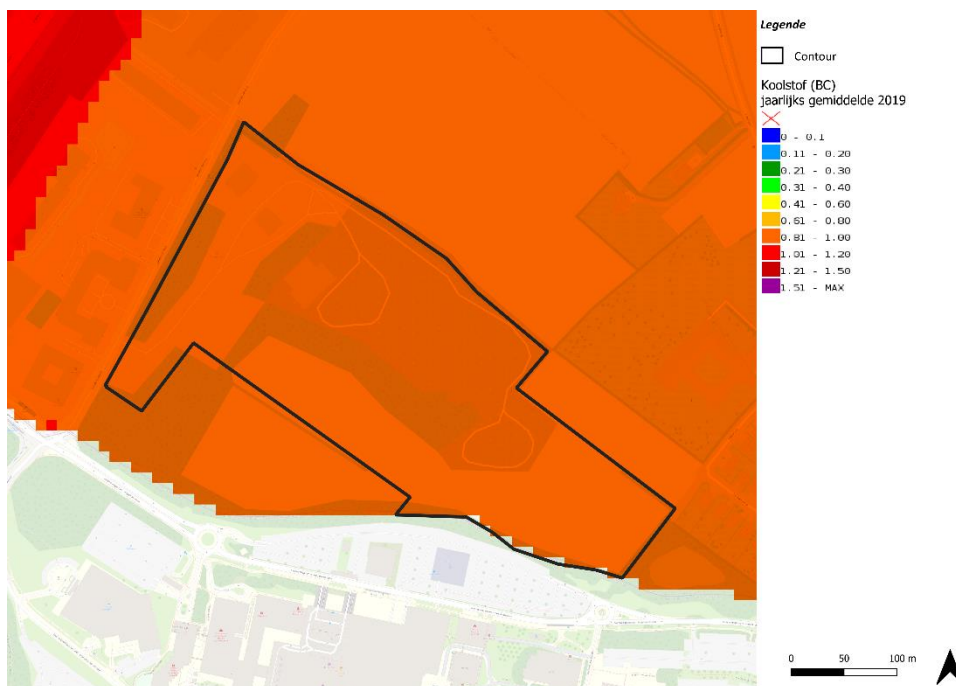 Legende
Contour
Koolstof (BC)
jaarlijks gemiddelde 2019
0 - 0.1
0.11 - 0.20
0.21 - 0.30
0.31 - 0.40
0.41 - 0.60
0.61 - 0.80
0.81 - 1.00
1.01 - 1.20
1.21 - 1.50
1.51 - MAX
0 50 100 m